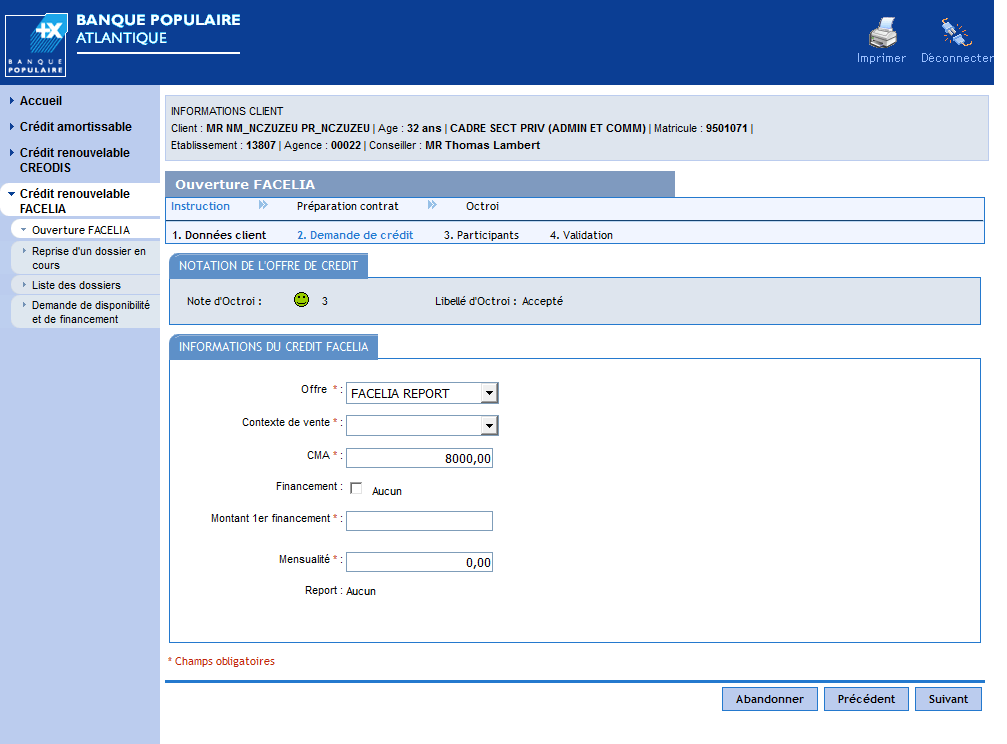 BANQUE POPULAIRE
ATLANTIQUE
+X
BANQUE
POPULAIRE
Imprimer
Déconnecter
Accueil
Crédit amortissable
Crédit renouvelable
CREODIS
Crédit renouvelable
FACELIA
Ouverture FACELIA
Reprise d'un dossier en
cours
Liste des dossiers
Demande de disponibilité
et de financement
INFORMATIONS CLIENT
Client : MR NM_NCZUZEU PR_NCZUZEU | Age : 32 ans | CADRE SECT PRIV (ADMIN ET COMM) | Matricule : 9501071 |
Etablissement : 13807 | Agence : 00022 | Conseiller : MR Thomas Lambert
Ouverture FACELIA
Instruction Préparation contrat Octroi
1. Données client 2. Demande de crédit 3. Participants 4. Validation
NOTATION DE L'OFFRE DE CREDIT
Note d'Octroi : 3 Libellé d'Octroi : Accepté
INFORMATIONS DU CREDIT FACELIA
Offre * : FACELIA REPORT
Contexte de vente * :
CMA * : 8000,00
Financement : Aucun
Montant 1er financement * :
Mensualité * : 0,00
Report : Aucun
* Champs obligatoires
Abandonner Précédent Suivant